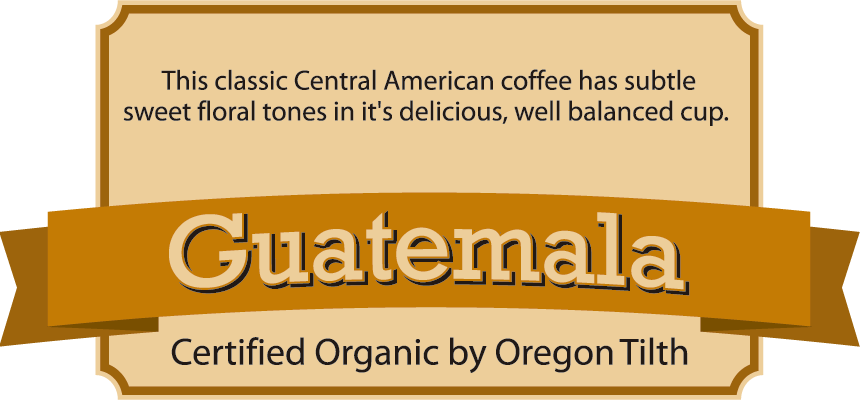 This classic Central American coffee has subtle
sweet floral tones in it's delicious, well balanced cup.
Guatemala
Certified Organic by Oregon Tilth